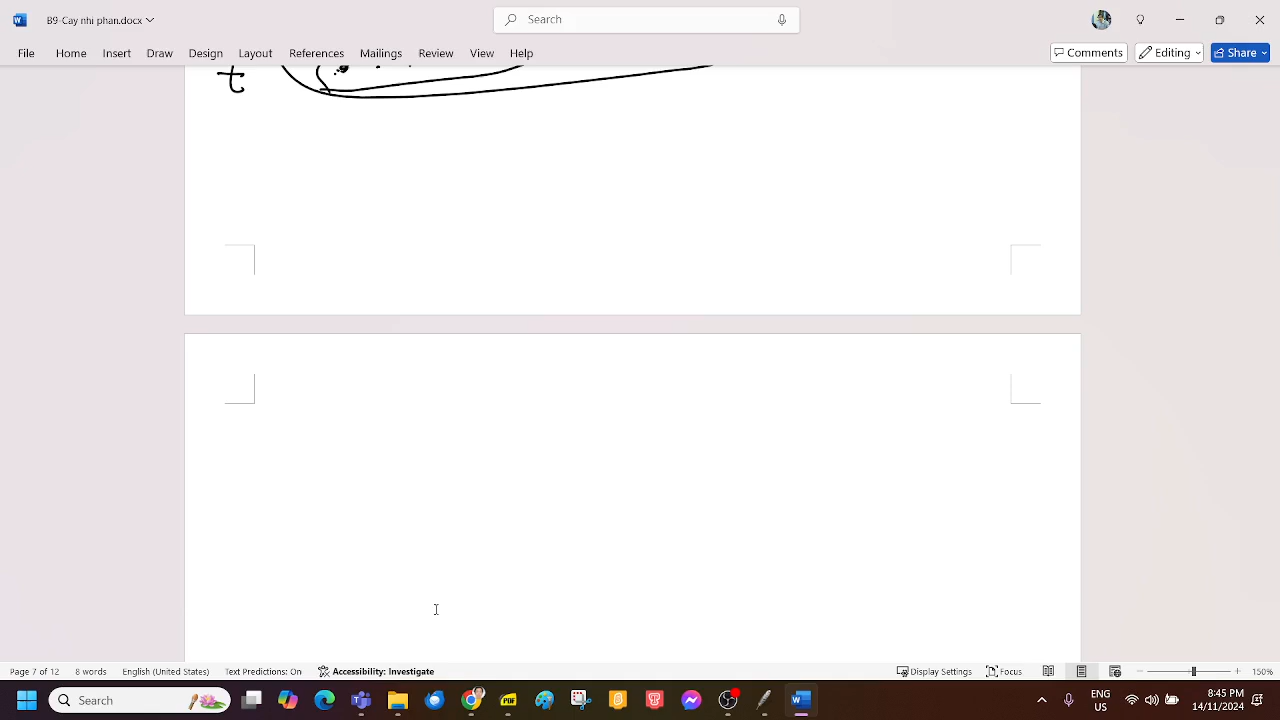 B9-Cay nhi phan.docx
Search
File Home Insert Draw Design Layout References Mailings Review View Help
Comments Editing Share
t
Page 7 of 12 8 words English (United States) Text Predictions: On Accessibility: Investigate Display Settings Focus 150%
Search PDF ENG 8:45 PM
US 14/11/2024